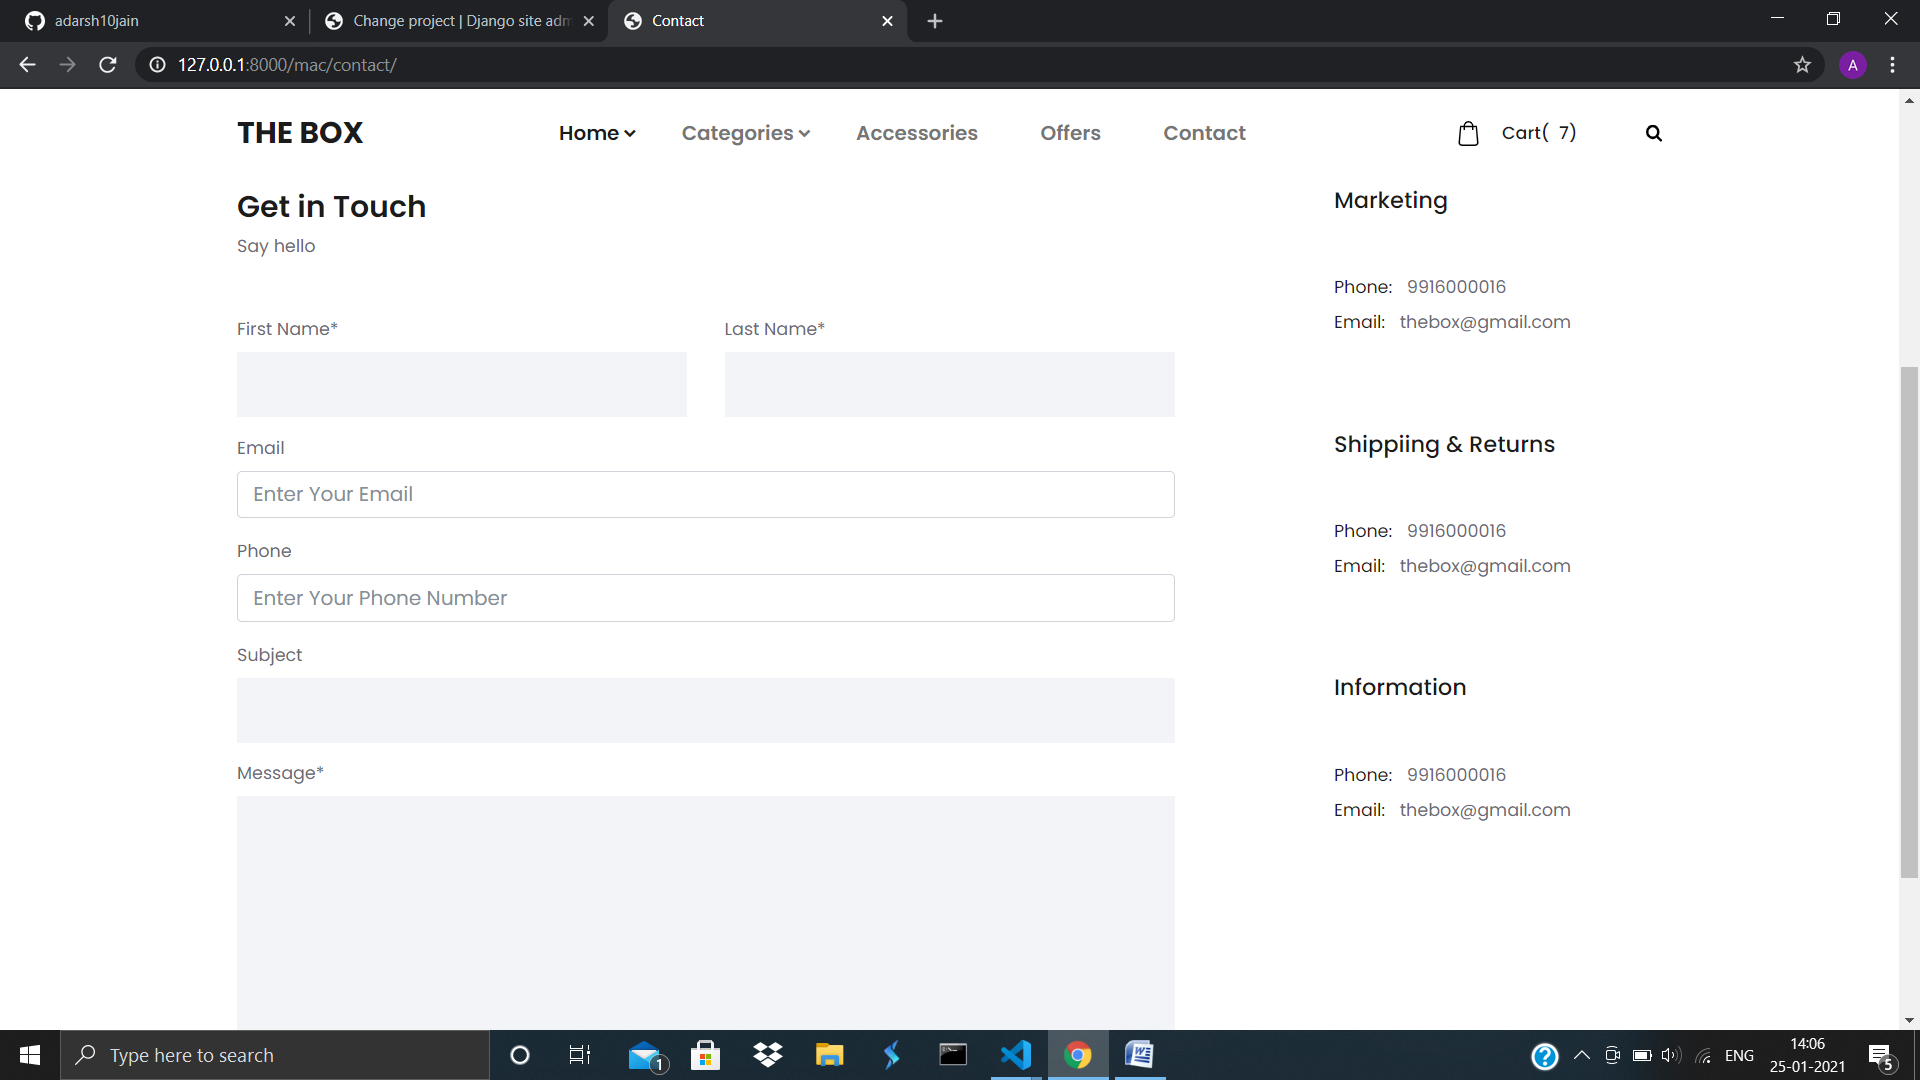 adarsh10jain
Change project | Django site adm
Contact
127.0.0.1:8000/mac/contact/
A
THE BOX
Home
Categories
Accessories
Offers
Contact
Cart( 7)
Get in Touch
Say hello
First Name*
Last Name*
Email
Enter Your Email
Phone
Enter Your Phone Number
Subject
Message*
Marketing
Phone: 9916000016
Email: thebox@gmail.com
Shippiing & Returns
Phone: 9916000016
Email: thebox@gmail.com
Information
Phone: 9916000016
Email: thebox@gmail.com
Type here to search
1
W
?
ENG
14:06
25-01-2021
5